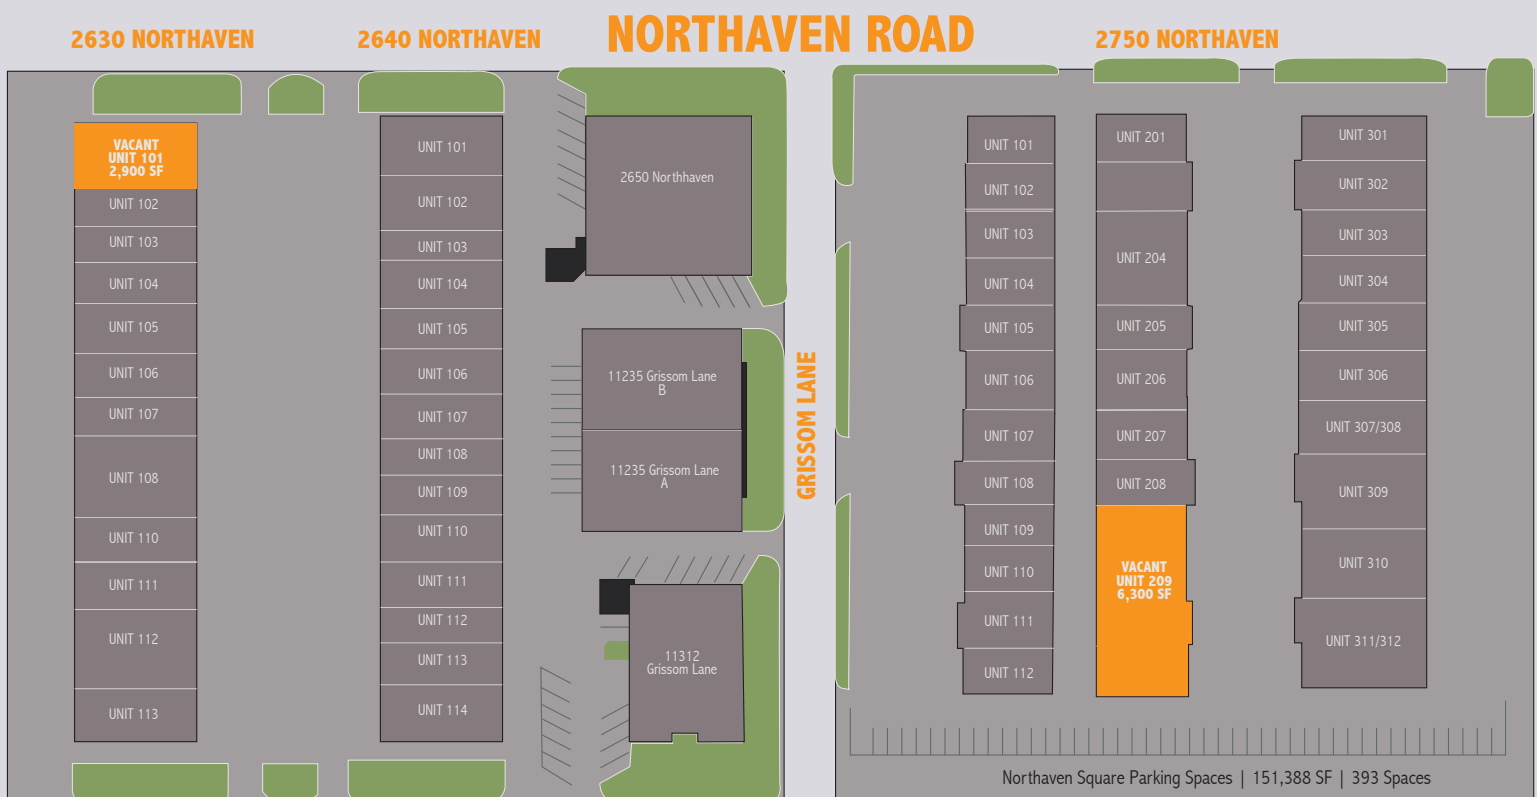 NORTHAVEN ROAD
2630 NORTHAVEN
2640 NORTHAVEN
2750 NORTHAVEN
VACANT
UNIT 101
2,900 SF
UNIT 102
UNIT 103
UNIT 104
UNIT 105
UNIT 106
UNIT 107
UNIT 108
UNIT 110
UNIT 111
UNIT 112
UNIT 113
UNIT 101
UNIT 102
UNIT 103
UNIT 104
UNIT 105
UNIT 106
UNIT 107
UNIT 108
UNIT 109
UNIT 110
UNIT 111
UNIT 112
UNIT 113
UNIT 114
2650 Northhaven
11235 Grissom Lane
B
11235 Grissom Lane
A
11312
Grissom Lane
GRISSOM LANE
UNIT 101
UNIT 102
UNIT 103
UNIT 104
UNIT 105
UNIT 106
UNIT 107
UNIT 108
UNIT 109
UNIT 110
UNIT 111
UNIT 112
UNIT 201
UNIT 204
UNIT 205
UNIT 206
UNIT 207
UNIT 208
VACANT
UNIT 209
6,300 SF
UNIT 301
UNIT 302
UNIT 303
UNIT 304
UNIT 305
UNIT 306
UNIT 307/308
UNIT 309
UNIT 310
UNIT 311/312
Northaven Square Parking Spaces | 151,388 SF | 393 Spaces